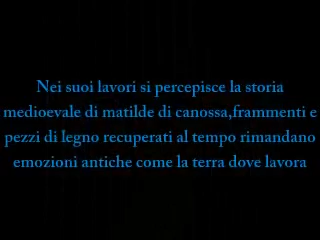 Nei suoi lavori si percepisce la storia
medioevale di matilde di canossa,frammenti e
pezzi di legno recuperati al tempo rimandano
emozioni antiche come la terra dove lavora